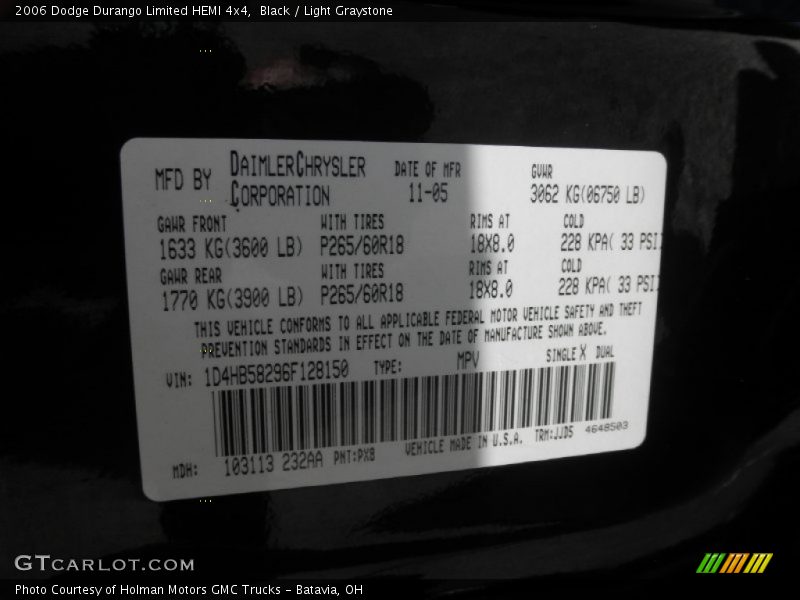 2006 Dodge Durango Limited HEMI 4x4,  Black / Light Graystone
MFD BY DAIMLERCHRYSLER CORPORATION
DATE OF MFR 11-05
GVWR 3062 KG(06750 LB)
GAWR FRONT WITH TIRES RIMS AT COLD
1633 KG(3600 LB) P265/60R18 18X8.0 228 KPA( 33 PSI)
GAWR REAR WITH TIRES RIMS AT COLD
1770 KG(3900 LB) P265/60R18 18X8.0 228 KPA( 33 PSI)
THIS VEHICLE CONFORMS TO ALL APPLICABLE FEDERAL MOTOR VEHICLE SAFETY AND THEFT
PREVENTION STANDARDS IN EFFECT ON THE DATE OF MANUFACTURE SHOWN ABOVE.
VIN: 1D4HB58296F128150 TYPE: MPV SINGLE X DUAL
MDH: 103113 232AA PNT:PXB VEHICLE MADE IN U.S.A. TRM:JJD5 4648503
GTCARLOT.COM
Photo Courtesy of Holman Motors GMC Trucks - Batavia, OH